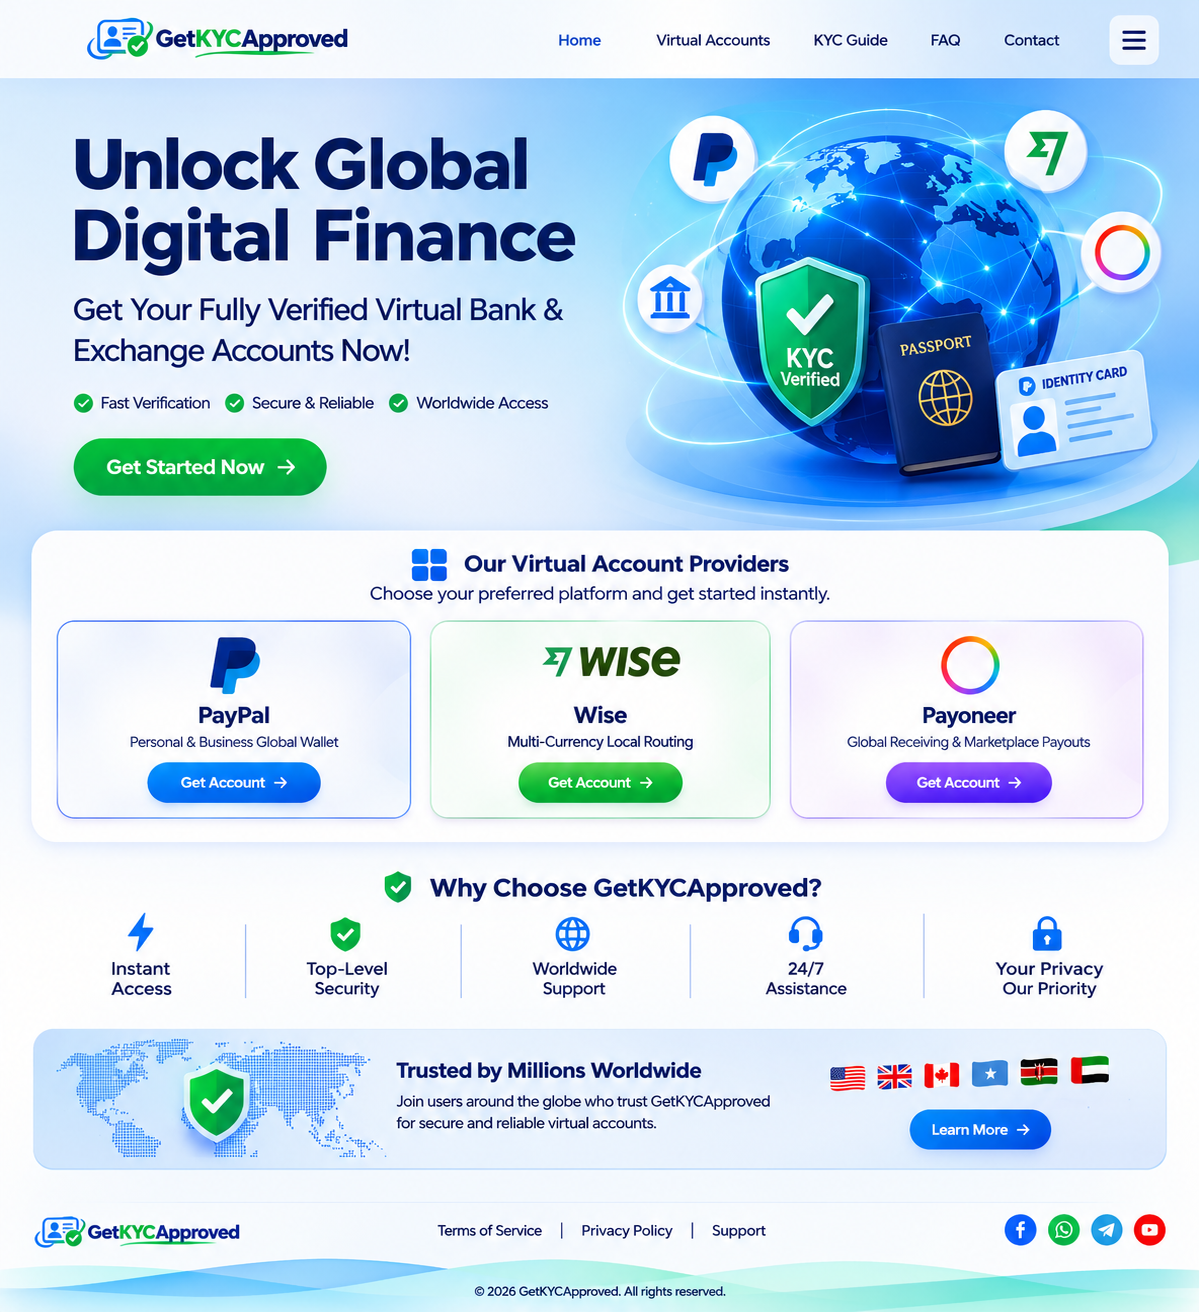 GetKYCApproved
Home
Virtual Accounts
KYC Guide
FAQ
Contact
Unlock Global
Digital Finance
Get Your Fully Verified Virtual Bank &
Exchange Accounts Now!
Fast Verification
Secure & Reliable
Worldwide Access
Get Started Now →
KYC
Verified
PASSPORT
IDENTITY CARD
Our Virtual Account Providers
Choose your preferred platform and get started instantly.
PayPal
Personal & Business Global Wallet
Get Account →
WISE
Wise
Multi-Currency Local Routing
Get Account →
Payoneer
Global Receiving & Marketplace Payouts
Get Account →
Why Choose GetKYCApproved?
Instant
Access
Top-Level
Security
Worldwide
Support
24/7
Assistance
Your Privacy
Our Priority
Trusted by Millions Worldwide
Join users around the globe who trust GetKYCApproved
for secure and reliable virtual accounts.
Learn More →
GetKYCApproved
Terms of Service | Privacy Policy | Support
© 2026 GetKYCApproved. All rights reserved.